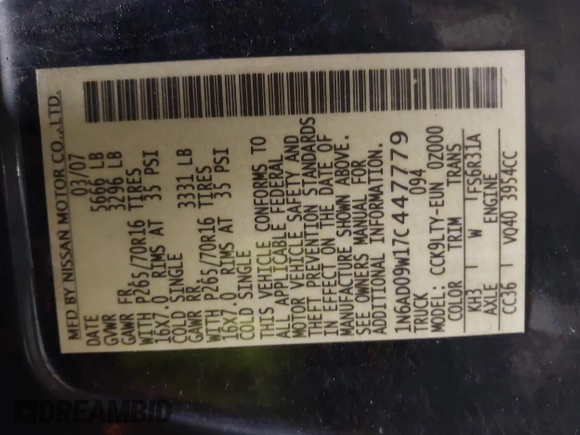 MFD BY NISSAN MOTOR CO.,LTD.
DATE 03/07
GVWR 5666 LB
GAWR FR 3296 LB
WITH P265/70R16 TIRES
16X7.0 RIMS AT 35 PSI
COLD SINGLE
GAWR RR. 3331 LB
WITH P265/70R16 TIRES
16X7.0 RIMS AT 35 PSI
COLD SINGLE
THIS VEHICLE CONFORMS TO
ALL APPLICABLE FEDERAL
MOTOR VEHICLE SAFETY AND
THEFT PREVENTION STANDARDS
IN EFFECT ON THE DATE OF
MANUFACTURE SHOWN ABOVE.
SEE OWNERS MANUAL FOR
ADDITIONAL INFORMATION.
1N6AD09W17C447779
TRUCK 094
MODEL: CCK9LTY-EUN 0Z000
COLOR TRIM TRANS
KH3 W FS6R31A
AXLE ENGINE
CC36 VQ40 3954CC
DREAMBID